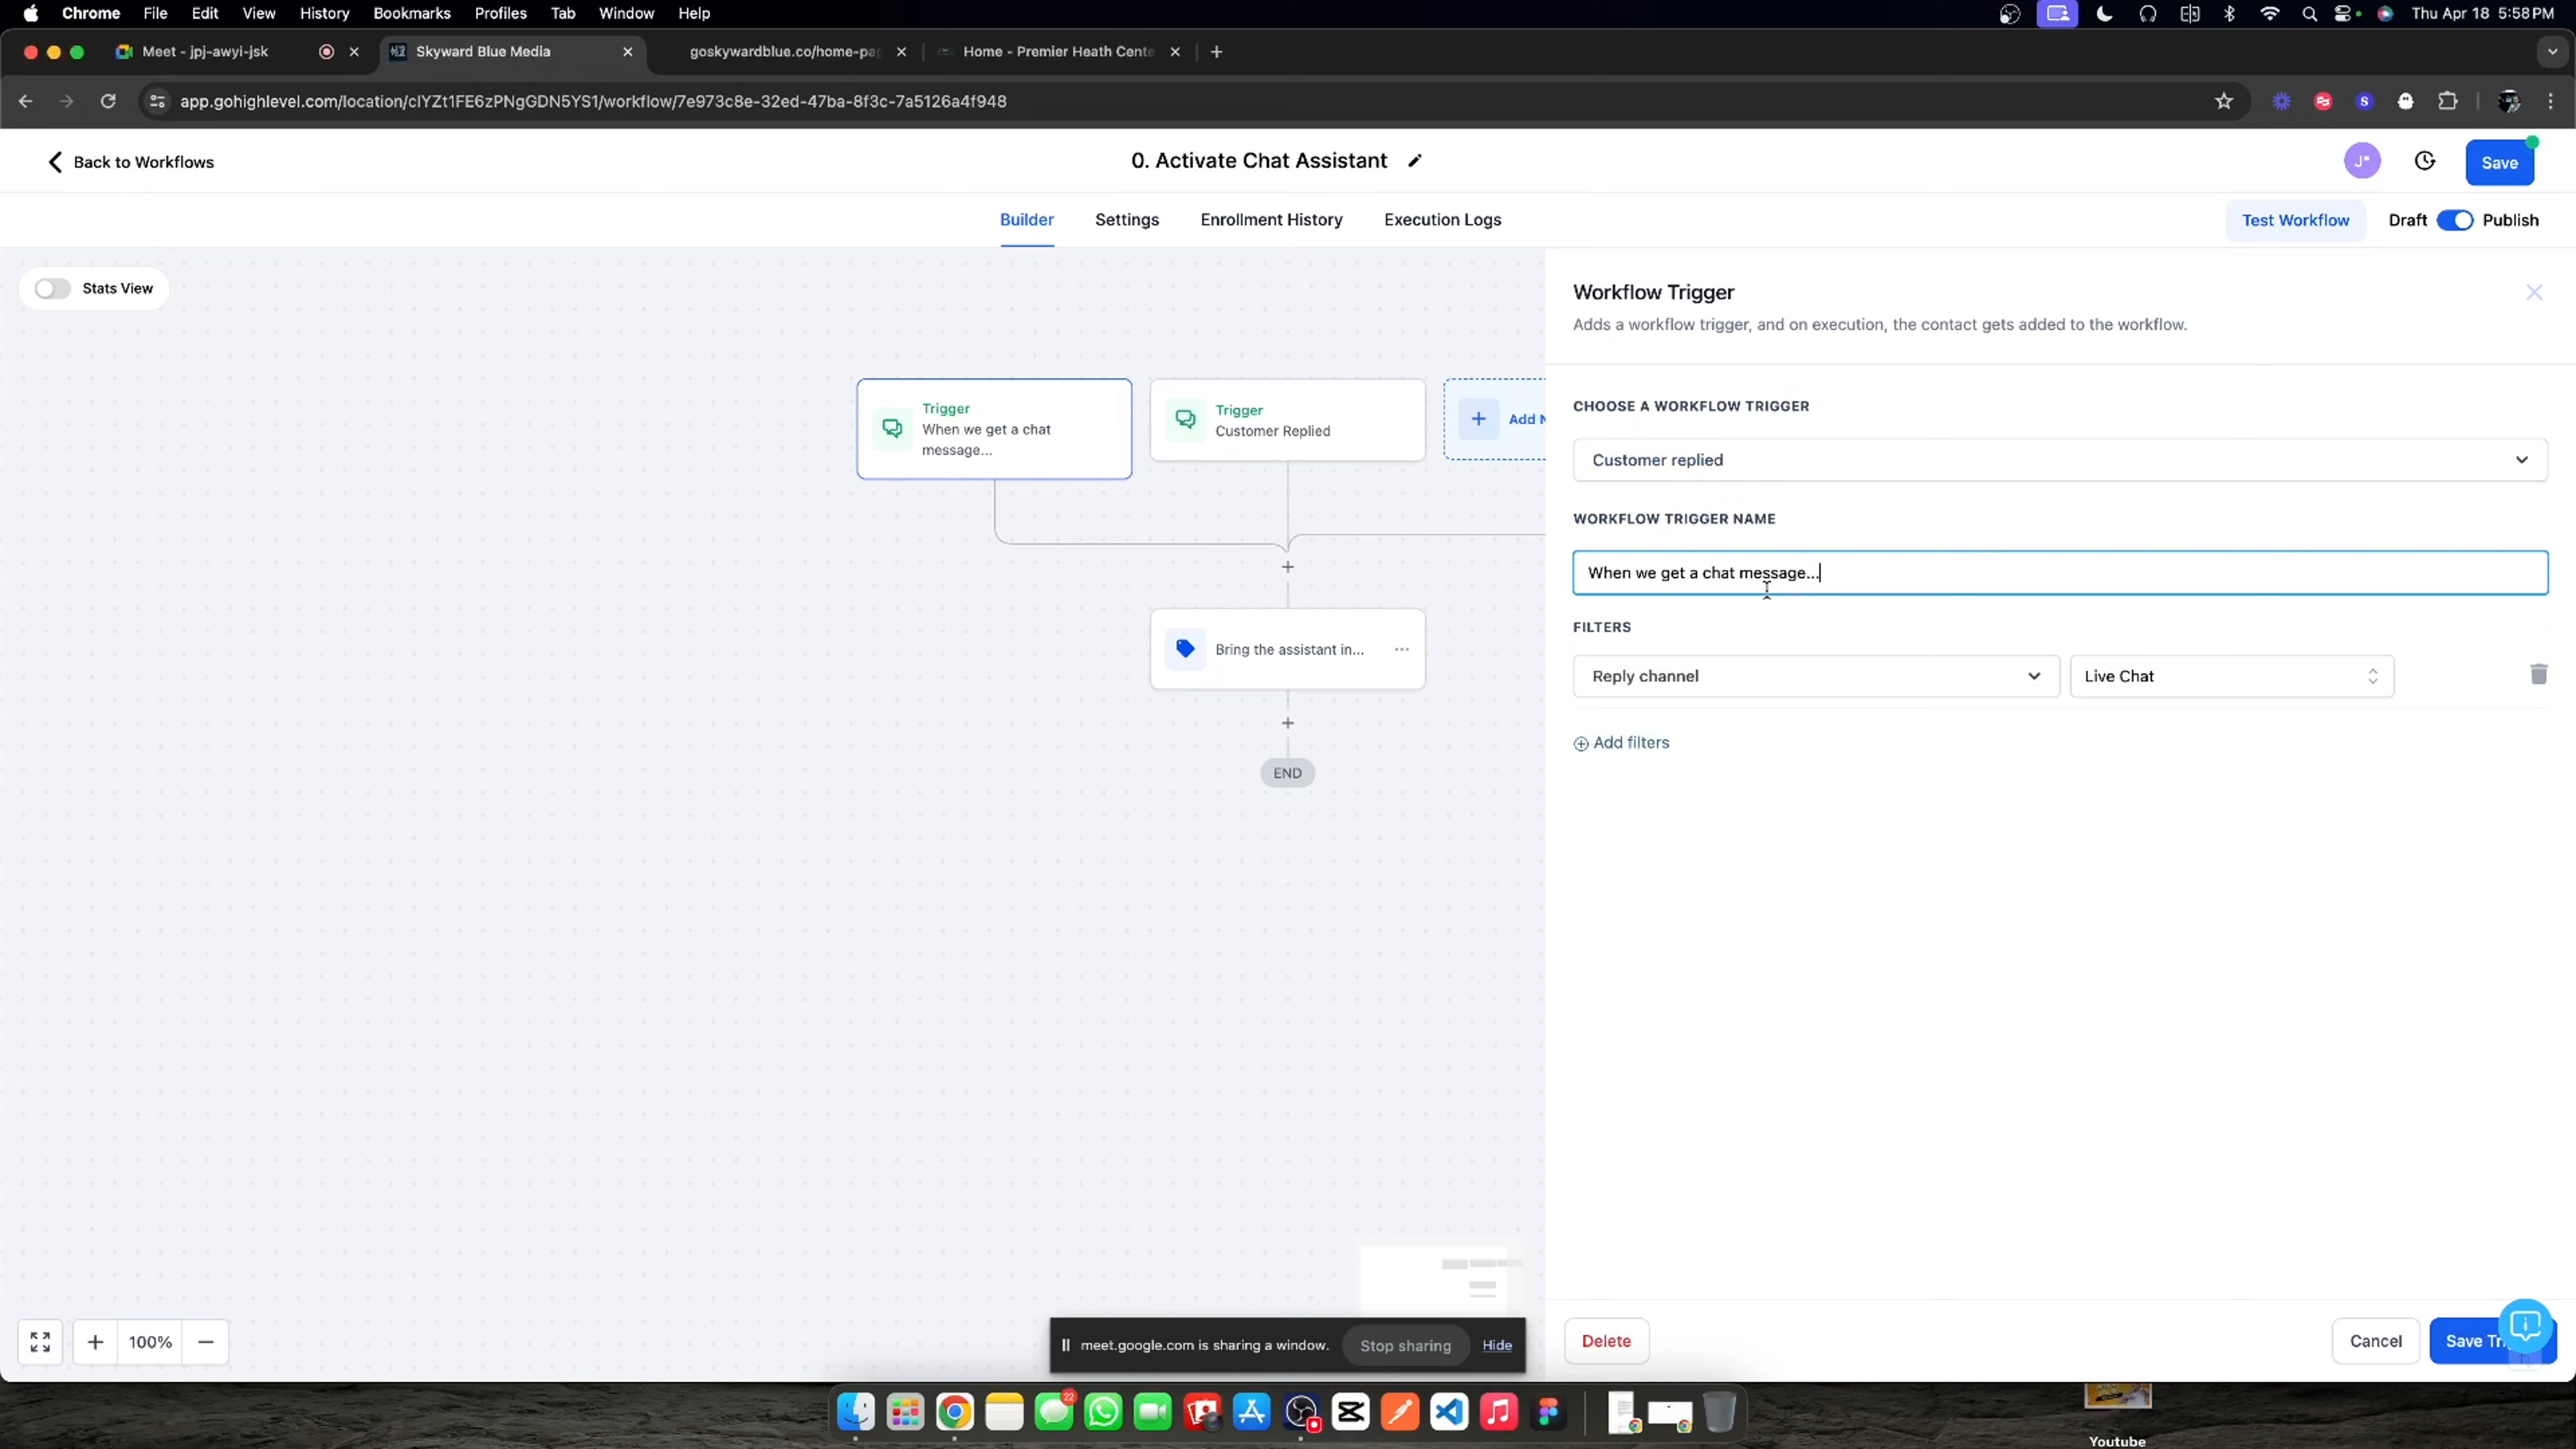 Chrome File Edit View History Bookmarks Profiles Tab Window Help Thu Apr 18 5:58 PM
Meet - jpj-awyi-jsk Skyward Blue Media goskywardblue.co/home-pag Home - Premier Heath Cente
app.gohighlevel.com/location/clYZt1FE6zPNgGDN5YS1/workflow/7e973c8e-32ed-47ba-8f3c-7a5126a4f948
Back to Workflows 0. Activate Chat Assistant J* Save
Builder Settings Enrollment History Execution Logs Test Workflow Draft Publish
Stats View
Workflow Trigger
Adds a workflow trigger, and on execution, the contact gets added to the workflow.
Trigger
When we get a chat
message...
Trigger
Customer Replied
Add N
CHOOSE A WORKFLOW TRIGGER
Customer replied
WORKFLOW TRIGGER NAME
When we get a chat message...
FILTERS
Reply channel Live Chat
Add filters
Bring the assistant in...
END
100%
meet.google.com is sharing a window. Stop sharing Hide
Delete Cancel Save Tr
22
Youtube